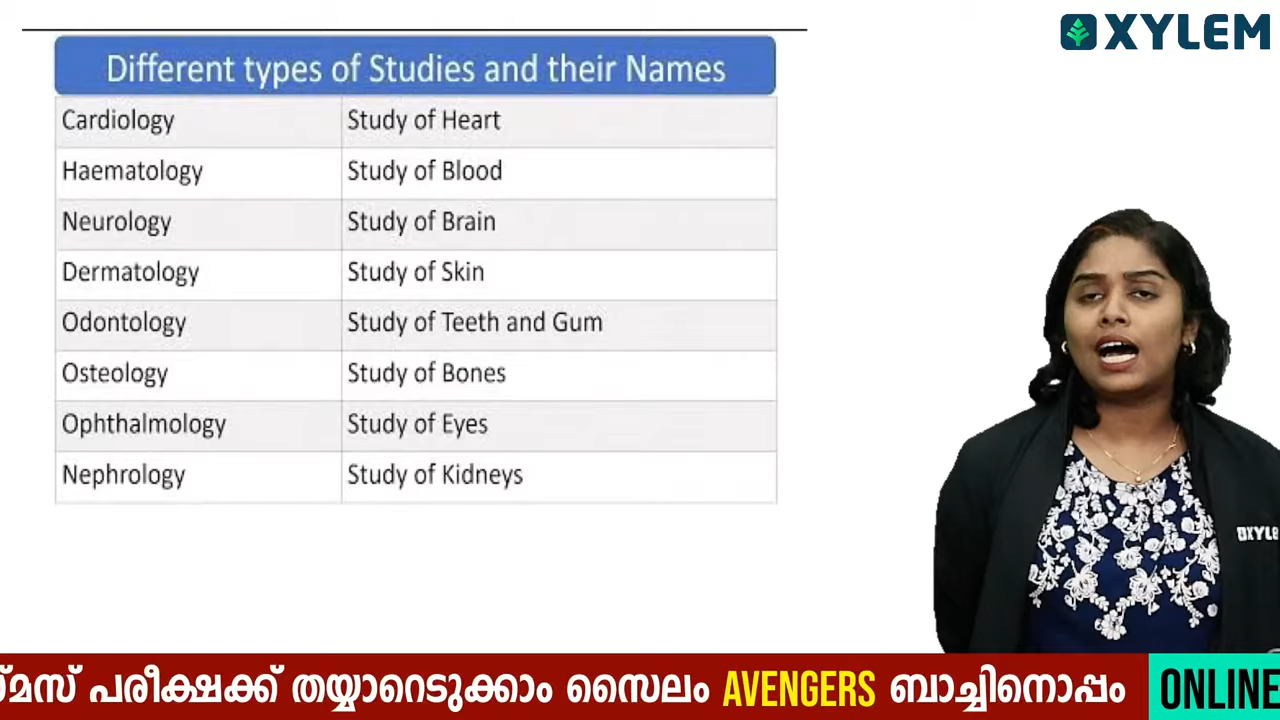 XYLEM
Different types of Studies and their Names
Cardiology Study of Heart
Haematology Study of Blood
Neurology Study of Brain
Dermatology Study of Skin
Odontology Study of Teeth and Gum
Osteology Study of Bones
Ophthalmology Study of Eyes
Nephrology Study of Kidneys
XYLE
പരീക്ഷക്ക് തയ്യാറെടുക്കാം സൈലം AVENGERS ബാച്ചിനൊപ്പം ONLINE